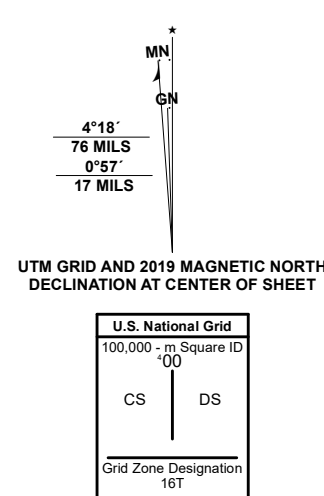 ★
MN
GN
4°18´
76 MILS
0°57´
17 MILS
UTM GRID AND 2019 MAGNETIC NORTH
DECLINATION AT CENTER OF SHEET
U.S. National Grid
100,000 - m Square ID
⁴00
CS DS
Grid Zone Designation
16T